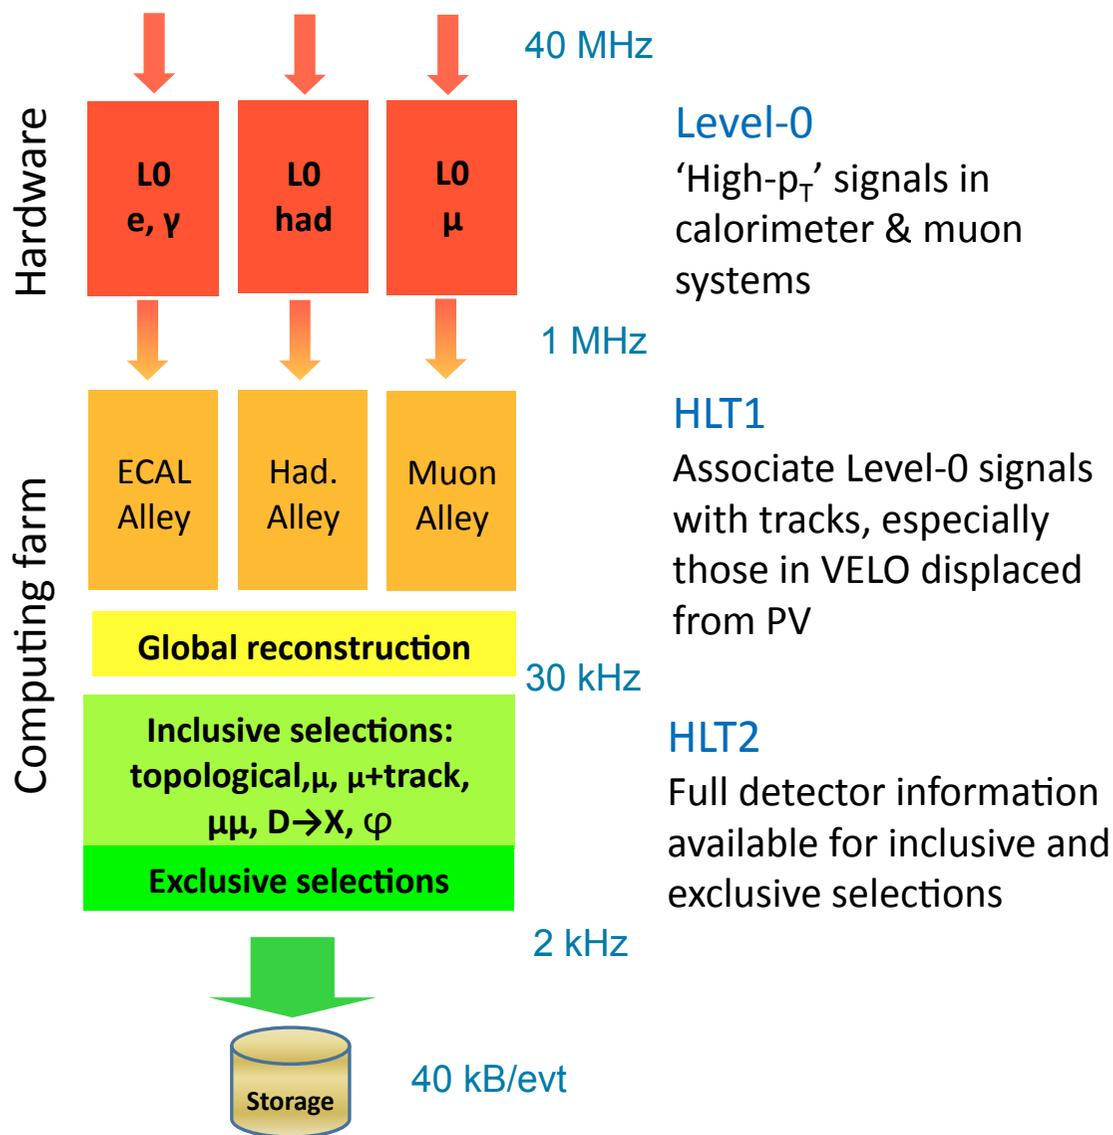 40 MHz
Hardware
L0
e, γ
L0
had
L0
μ
Level-0
‘High-pT’ signals in
calorimeter & muon
systems
1 MHz
Computing farm
ECAL
Alley
Had.
Alley
Muon
Alley
HLT1
Associate Level-0 signals
with tracks, especially
those in VELO displaced
from PV
Global reconstruction
30 kHz
Inclusive selections:
topological,μ, μ+track,
μμ, D→X, φ
Exclusive selections
HLT2
Full detector information
available for inclusive and
exclusive selections
2 kHz
Storage
40 kB/evt